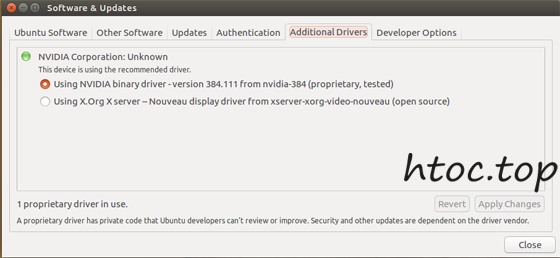 Software & Updates
Ubuntu Software Other Software Updates Authentication Additional Drivers Developer Options
NVIDIA Corporation: Unknown
This device is using the recommended driver.
Using NVIDIA binary driver - version 384.111 from nvidia-384 (proprietary, tested)
Using X.Org X server – Nouveau display driver from xserver-xorg-video-nouveau (open source)
htoc.top
1 proprietary driver in use.
Revert Apply Changes
A proprietary driver has private code that Ubuntu developers can't review or improve. Security and other updates are dependent on the driver vendor.
Close